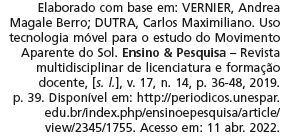 Elaborado com base em: VERNIER, Andrea
Magale Berro; DUTRA, Carlos Maximiliano. Uso
tecnologia móvel para o estudo do Movimento
Aparente do Sol. Ensino & Pesquisa – Revista
multidisciplinar de licenciatura e formação
docente, [s. l.], v. 17, n. 14, p. 36-48, 2019.
p. 39. Disponível em: http://periodicos.unespar.
edu.br/index.php/ensinoepesquisa/article/
view/2345/1755. Acesso em: 11 abr. 2022.